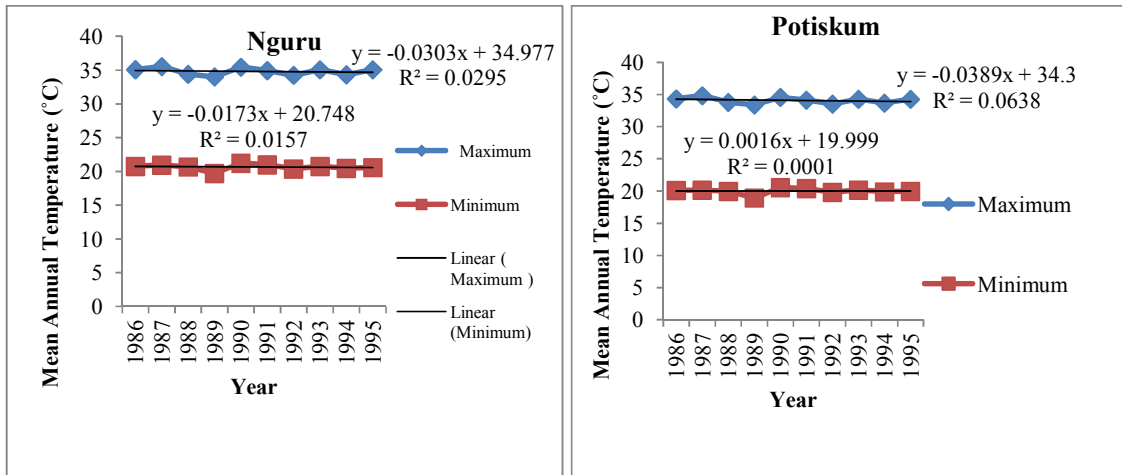 Nguru
y = -0.0303x + 34.977
R² = 0.0295
y = -0.0173x + 20.748
R² = 0.0157
40
35
30
25
20
15
10
5
0
Mean Annual Temperature (˚C)
1986
1987
1988
1989
1990
1991
1992
1993
1994
1995
Year
Maximum
Minimum
Linear (
Maximum )
Linear
(Minimum)
Potiskum
y = -0.0389x + 34.3
R² = 0.0638
y = 0.0016x + 19.999
R² = 0.0001
40
35
30
25
20
15
10
5
0
Mean Annual Temperature (˚C)
1986
1987
1988
1989
1990
1991
1992
1993
1994
1995
Year
Maximum
Minimum